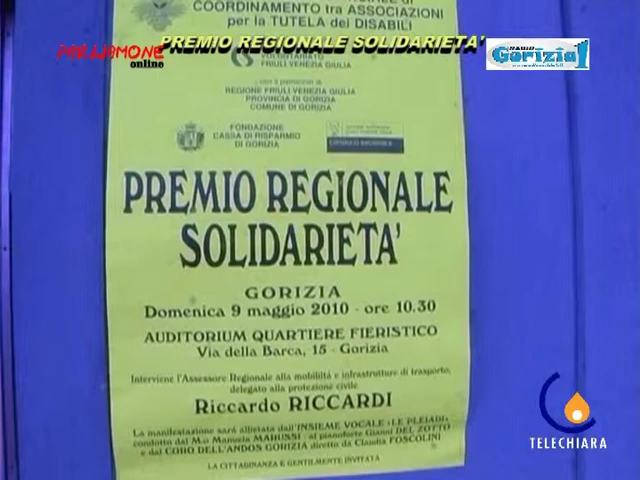 COORDINAMENTO tra ASSOCIAZIONI
per la TUTELA dei DISABILI
PREMIO REGIONALE SOLIDARIETA'
online
RADIO
Gorizia 1
VOLONTARIATO
FRIULI VENEZIA GIULIA
con il patrocinio di
REGIONE FRIULI VENEZIA GIULIA
PROVINCIA DI GORIZIA
COMUNE DI GORIZIA
FONDAZIONE
CASSA DI RISPARMIO
DI GORIZIA
PREMIO REGIONALE
SOLIDARIETA'
GORIZIA
Domenica 9 maggio 2010 - ore 10.30
AUDITORIUM QUARTIERE FIERISTICO
Via della Barca, 15 - Gorizia
Interviene l'Assessore Regionale alla mobilità e infrastrutture di trasporto,
delegato alla protezione civile
Riccardo RICCARDI
La manifestazione sarà allietata dall'INSIEME VOCALE «LE PLEIADI»
condotto dal M.o Manuela MARUSSI - al pianoforte Gianni DEL ZOTTO
e dal CORO DELL'ANDOS GORIZIA diretto da Claudia FOSCOLINI
LA CITTADINANZA È GENTILMENTE INVITATA
TELECHIARA